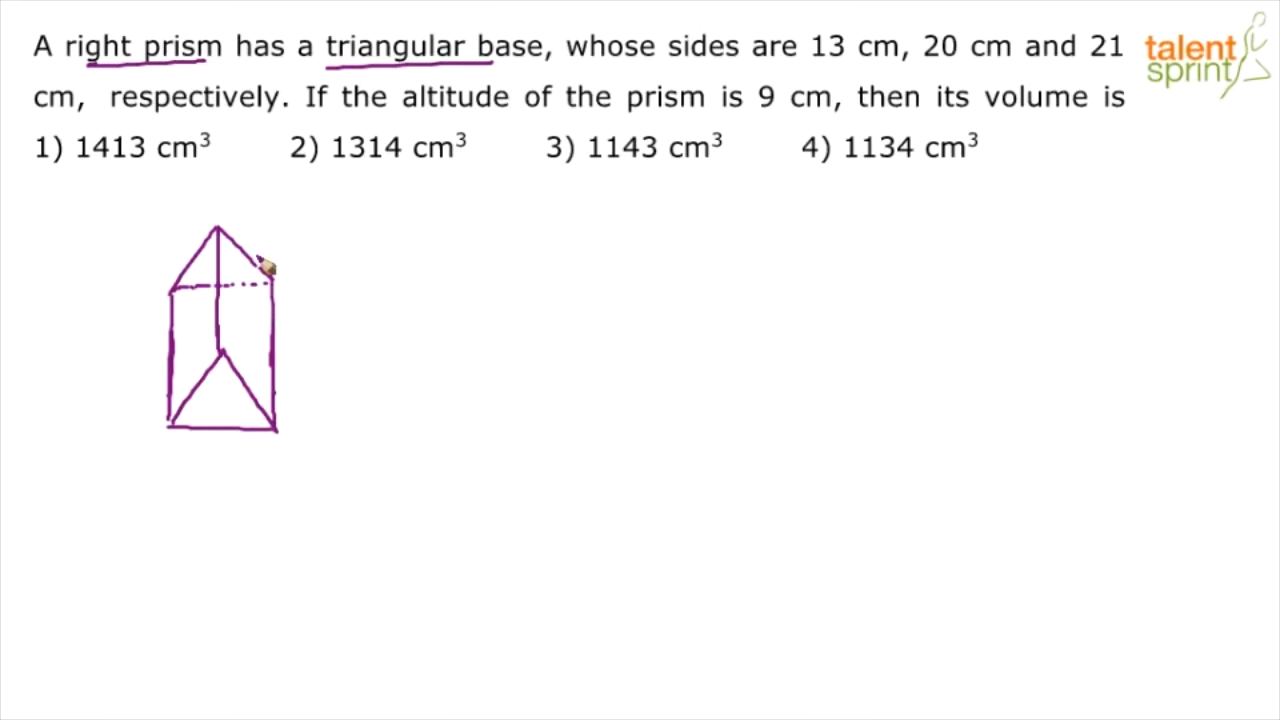 A right prism has a triangular base, whose sides are 13 cm, 20 cm and 21
cm, respectively. If the altitude of the prism is 9 cm, then its volume is
1) 1413 cm³ 2) 1314 cm³ 3) 1143 cm³ 4) 1134 cm³
talent
sprint